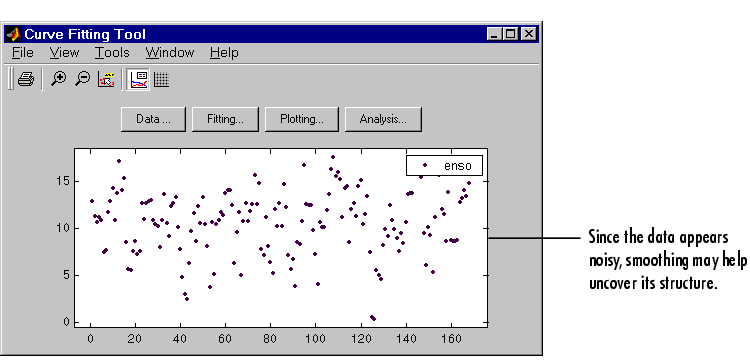 Curve Fitting Tool
File View Tools Window Help
Data ... Fitting... Plotting... Analysis...
enso
15
10
5
0
0 20 40 60 80 100 120 140 160
Since the data appears
noisy, smoothing may help
uncover its structure.